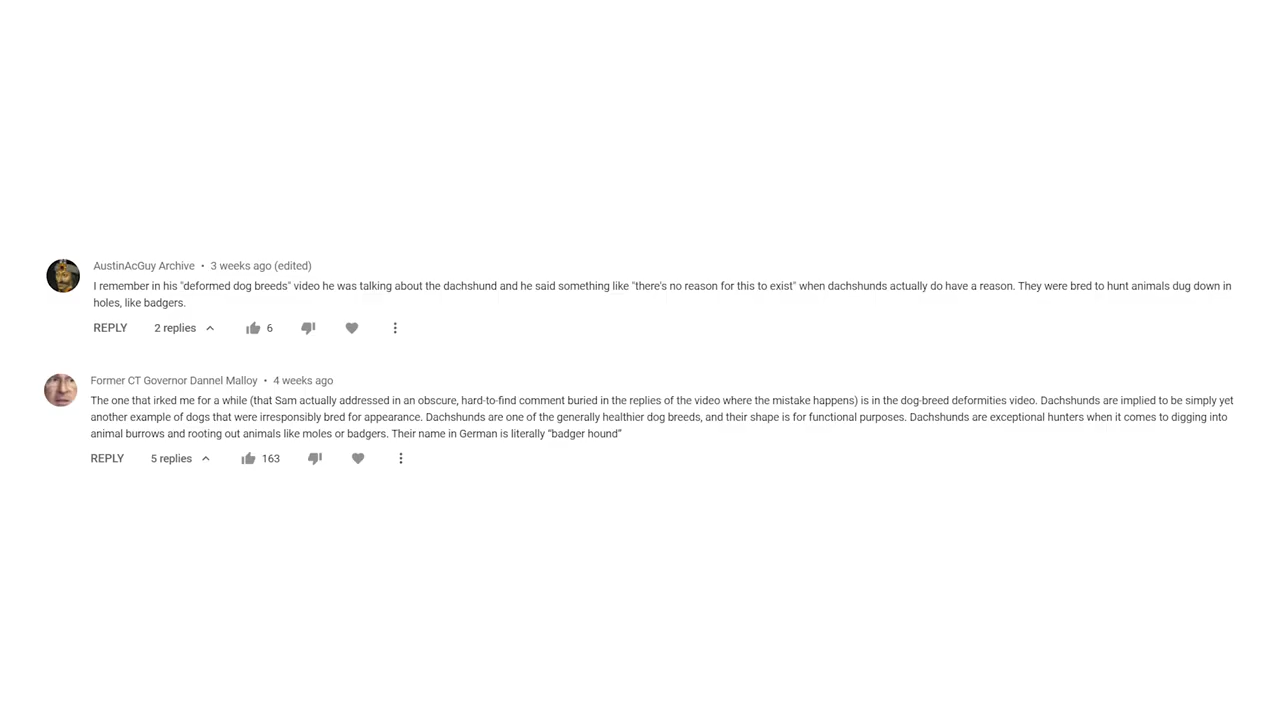 AustinAcGuy Archive • 3 weeks ago (edited)
I remember in his "deformed dog breeds" video he was talking about the dachshund and he said something like "there's no reason for this to exist" when dachshunds actually do have a reason. They were bred to hunt animals dug down in
holes, like badgers.
REPLY 2 replies 6
Former CT Governor Dannel Malloy • 4 weeks ago
The one that irked me for a while (that Sam actually addressed in an obscure, hard-to-find comment buried in the replies of the video where the mistake happens) is in the dog-breed deformities video. Dachshunds are implied to be simply yet
another example of dogs that were irresponsibly bred for appearance. Dachshunds are one of the generally healthier dog breeds, and their shape is for functional purposes. Dachshunds are exceptional hunters when it comes to digging into
animal burrows and rooting out animals like moles or badgers. Their name in German is literally “badger hound”
REPLY 5 replies 163